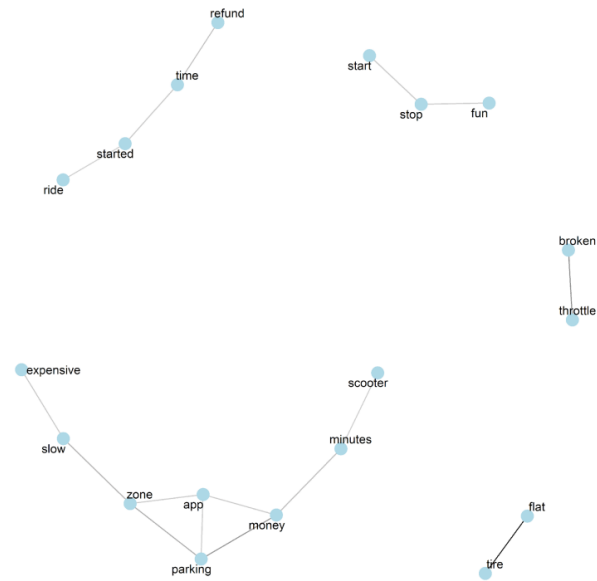 refund
start
time
stop
fun
started
ride
broken
throttle
expensive
scooter
slow
minutes
zone
app
money
flat
parking
tire